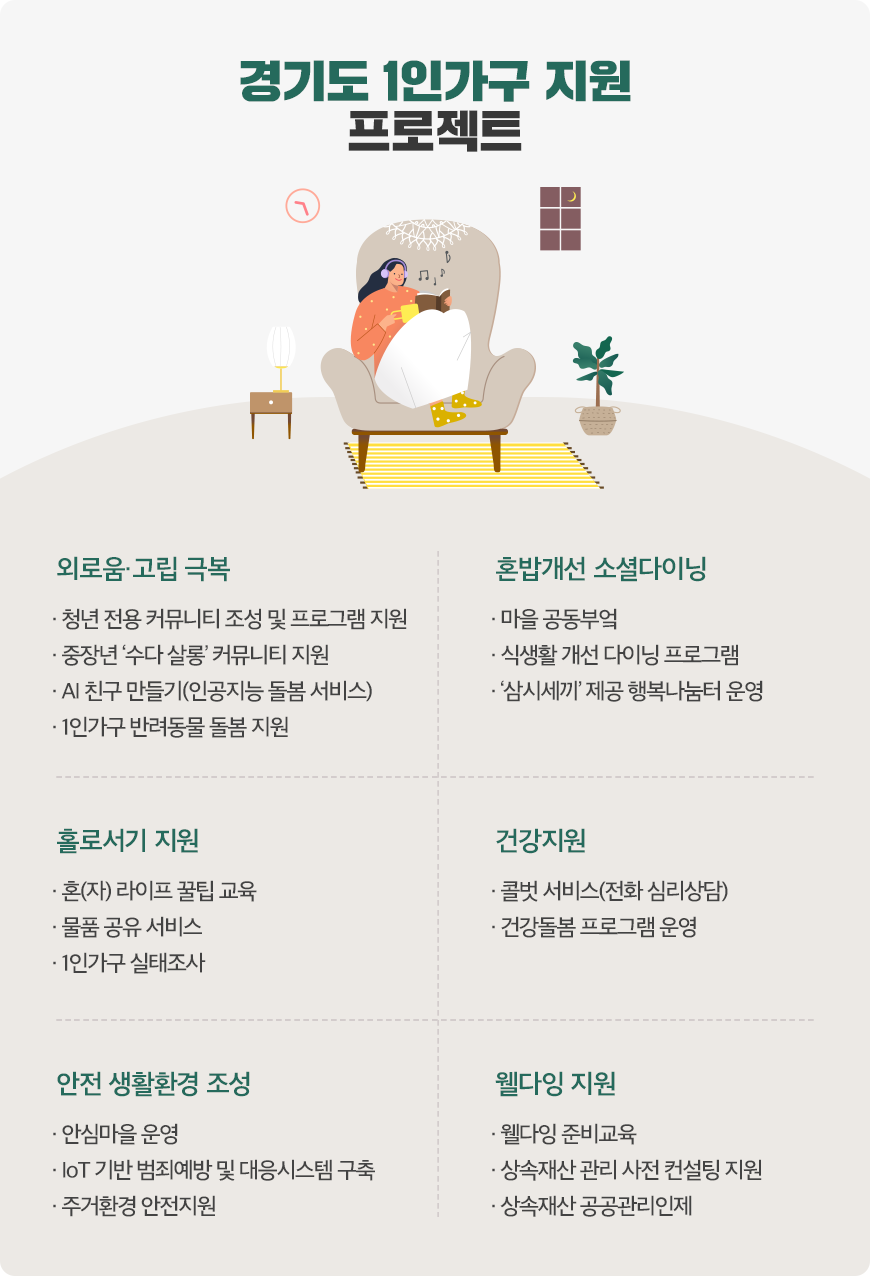 경기도 1인가구 지원
프로젝트
외로움·고립 극복
· 청년 전용 커뮤니티 조성 및 프로그램 지원
· 중장년 ‘수다 살롱’ 커뮤니티 지원
· AI 친구 만들기(인공지능 돌봄 서비스)
· 1인가구 반려동물 돌봄 지원
혼밥개선 소셜다이닝
· 마을 공동부엌
· 식생활 개선 다이닝 프로그램
· ‘삼시세끼’ 제공 행복나눔터 운영
홀로서기 지원
· 혼(자) 라이프 꿀팁 교육
· 물품 공유 서비스
· 1인가구 실태조사
건강지원
· 콜벗 서비스(전화 심리상담)
· 건강돌봄 프로그램 운영
안전 생활환경 조성
· 안심마을 운영
· IoT 기반 범죄예방 및 대응시스템 구축
· 주거환경 안전지원
웰다잉 지원
· 웰다잉 준비교육
· 상속재산 관리 사전 컨설팅 지원
· 상속재산 공공관리인제